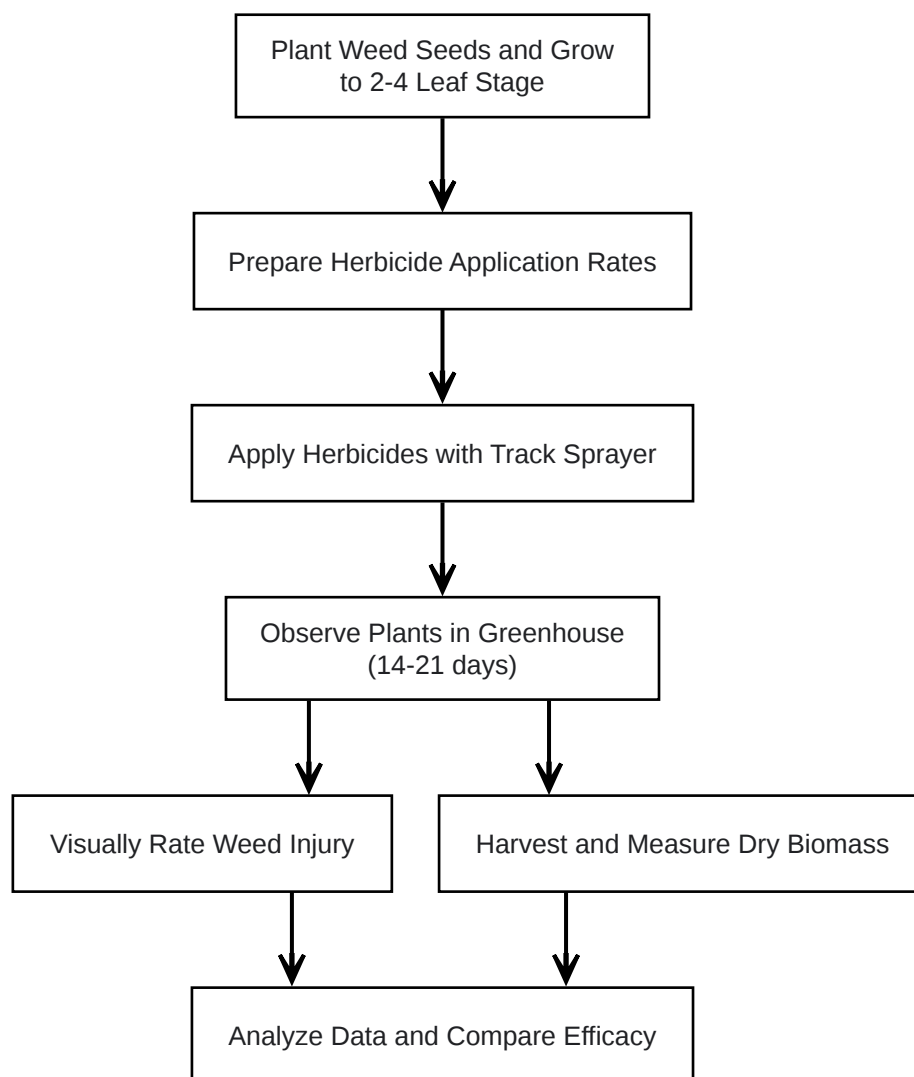 Plant Weed Seeds and Grow
to 2-4 Leaf Stage
Prepare Herbicide Application Rates
Apply Herbicides with Track Sprayer
Observe Plants in Greenhouse
(14-21 days)
Visually Rate Weed Injury
Harvest and Measure Dry Biomass
Analyze Data and Compare Efficacy